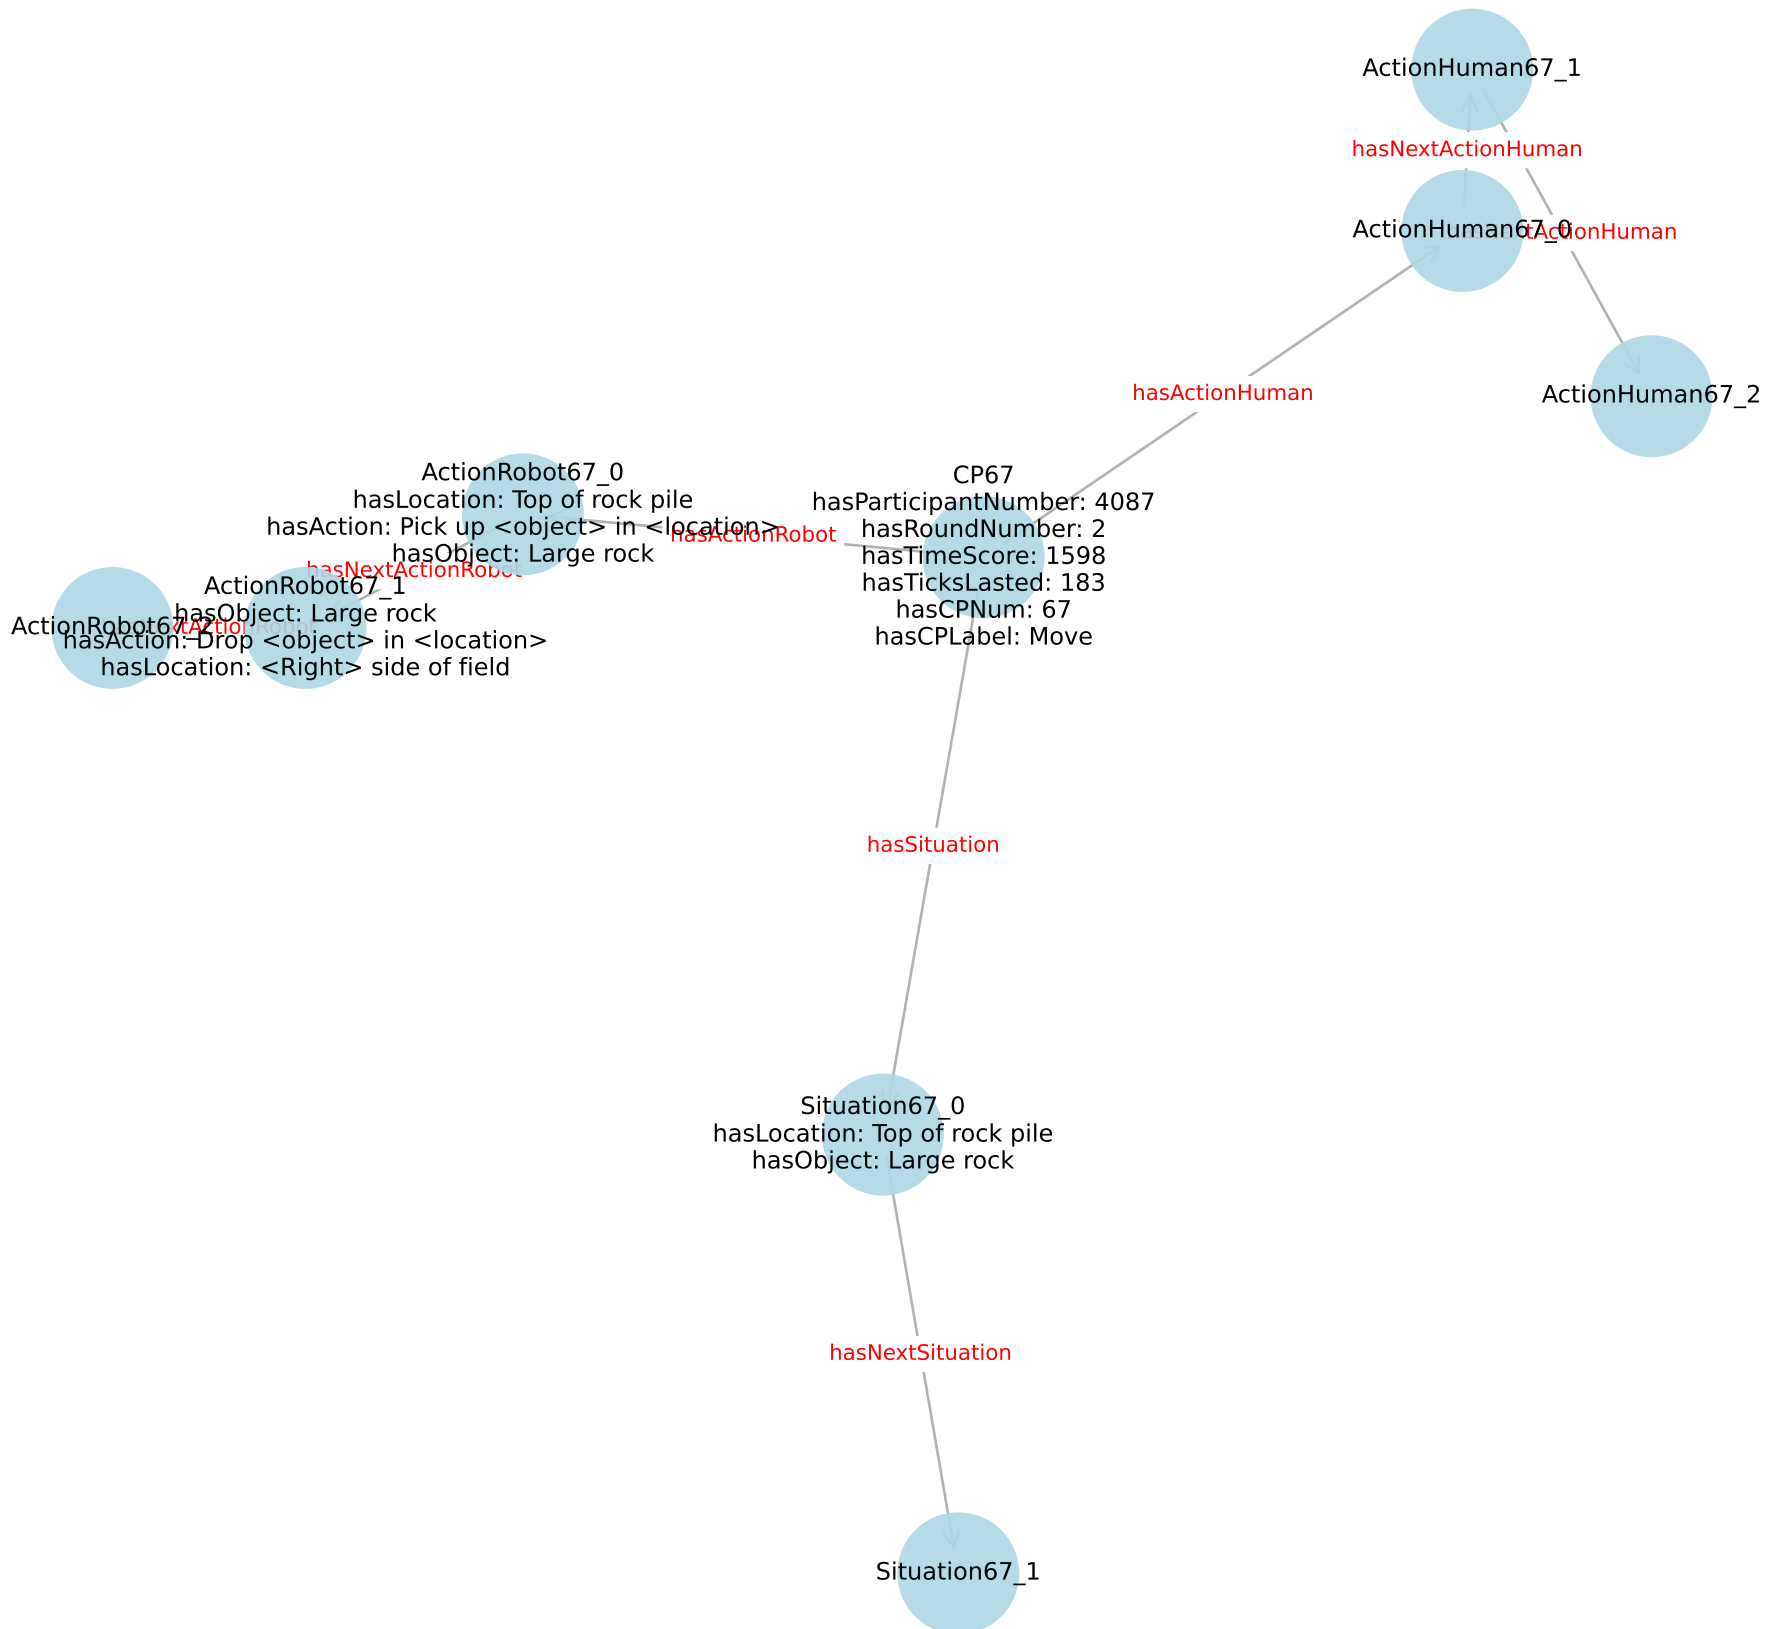 ActionHuman67_1
hasNextActionHuman
ActionHuman67_0
tActionHuman
ActionHuman67_2
hasActionHuman
ActionRobot67_0
hasLocation: Top of rock pile
hasAction: Pick up <object> in <location>
hasObject: Large rock
hasActionRobot
CP67
hasParticipantNumber: 4087
hasRoundNumber: 2
hasTimeScore: 1598
hasTicksLasted: 183
hasCPNum: 67
hasCPLabel: Move
hasNextActionRobot
ActionRobot67_1
hasObject: Large rock
hasAction: Drop <object> in <location>
hasLocation: <Right> side of field
ActionRobot67_2
tActionRobot
hasSituation
Situation67_0
hasLocation: Top of rock pile
hasObject: Large rock
hasNextSituation
Situation67_1